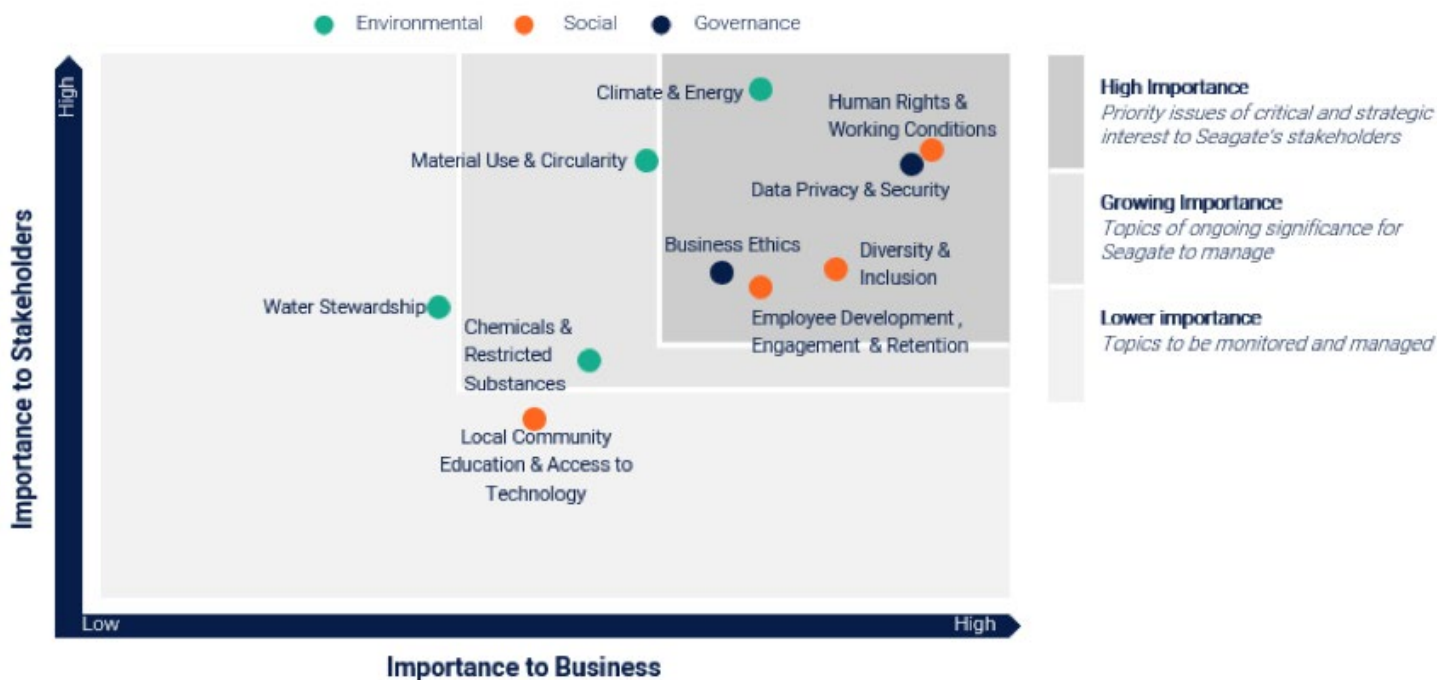 Environmental
Social
Governance
High
Climate & Energy
Human Rights &
Working Conditions
Material Use & Circularity
Data Privacy & Security
Business Ethics
Diversity &
Inclusion
Water Stewardship
Employee Development ,
Engagement & Retention
Chemicals &
Restricted
Substances
Local Community
Education & Access to
Technology
Importance to Stakeholders
Low
High
Importance to Business
High Importance
Priority issues of critical and strategic
interest to Seagate's stakeholders
Growing Importance
Topics of ongoing significance for
Seagate to manage
Lower importance
Topics to be monitored and managed